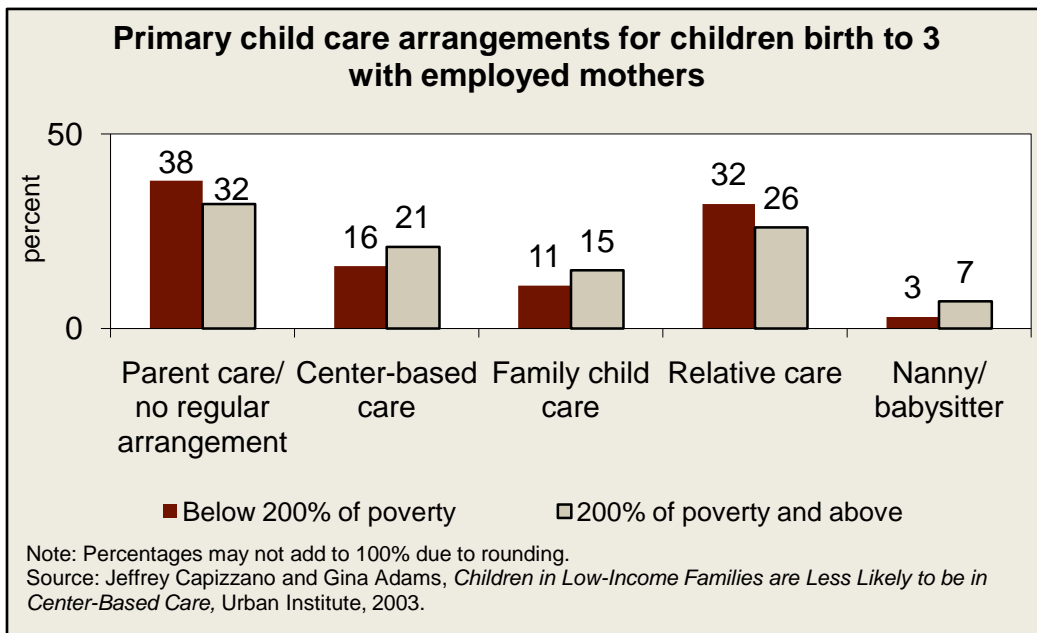 Primary child care arrangements for children birth to 3
with employed mothers
50
0
percent
38
32
16
21
11
15
32
26
3
7
Parent care/
no regular
arrangement
Center-based
care
Family child
care
Relative care
Nanny/
babysitter
Below 200% of poverty
200% of poverty and above
Note: Percentages may not add to 100% due to rounding.
Source: Jeffrey Capizzano and Gina Adams, Children in Low-Income Families are Less Likely to be in
Center-Based Care, Urban Institute, 2003.